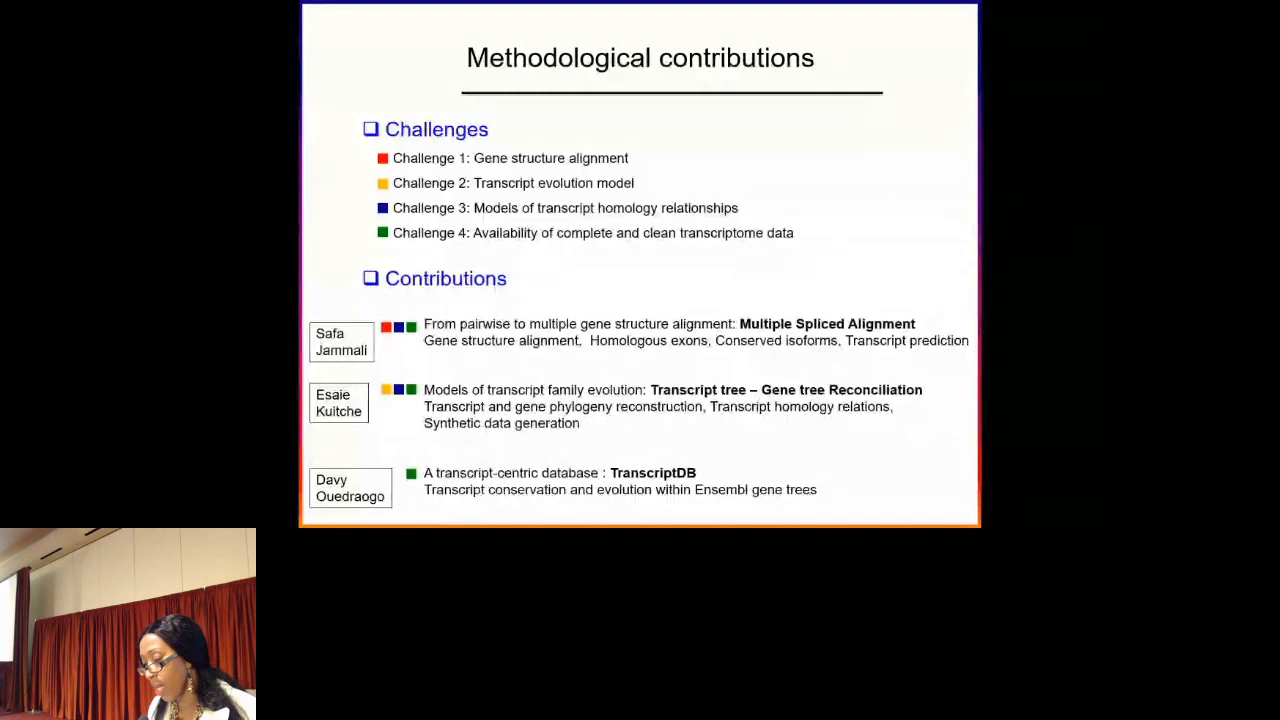 Methodological contributions
Challenges
Challenge 1: Gene structure alignment
Challenge 2: Transcript evolution model
Challenge 3: Models of transcript homology relationships
Challenge 4: Availability of complete and clean transcriptome data
Contributions
Safa
Jammali
From pairwise to multiple gene structure alignment: Multiple Spliced Alignment
Gene structure alignment, Homologous exons, Conserved isoforms, Transcript prediction
Esaie
Kuitche
Models of transcript family evolution: Transcript tree – Gene tree Reconciliation
Transcript and gene phylogeny reconstruction, Transcript homology relations,
Synthetic data generation
Davy
Ouedraogo
A transcript-centric database : TranscriptDB
Transcript conservation and evolution within Ensembl gene trees